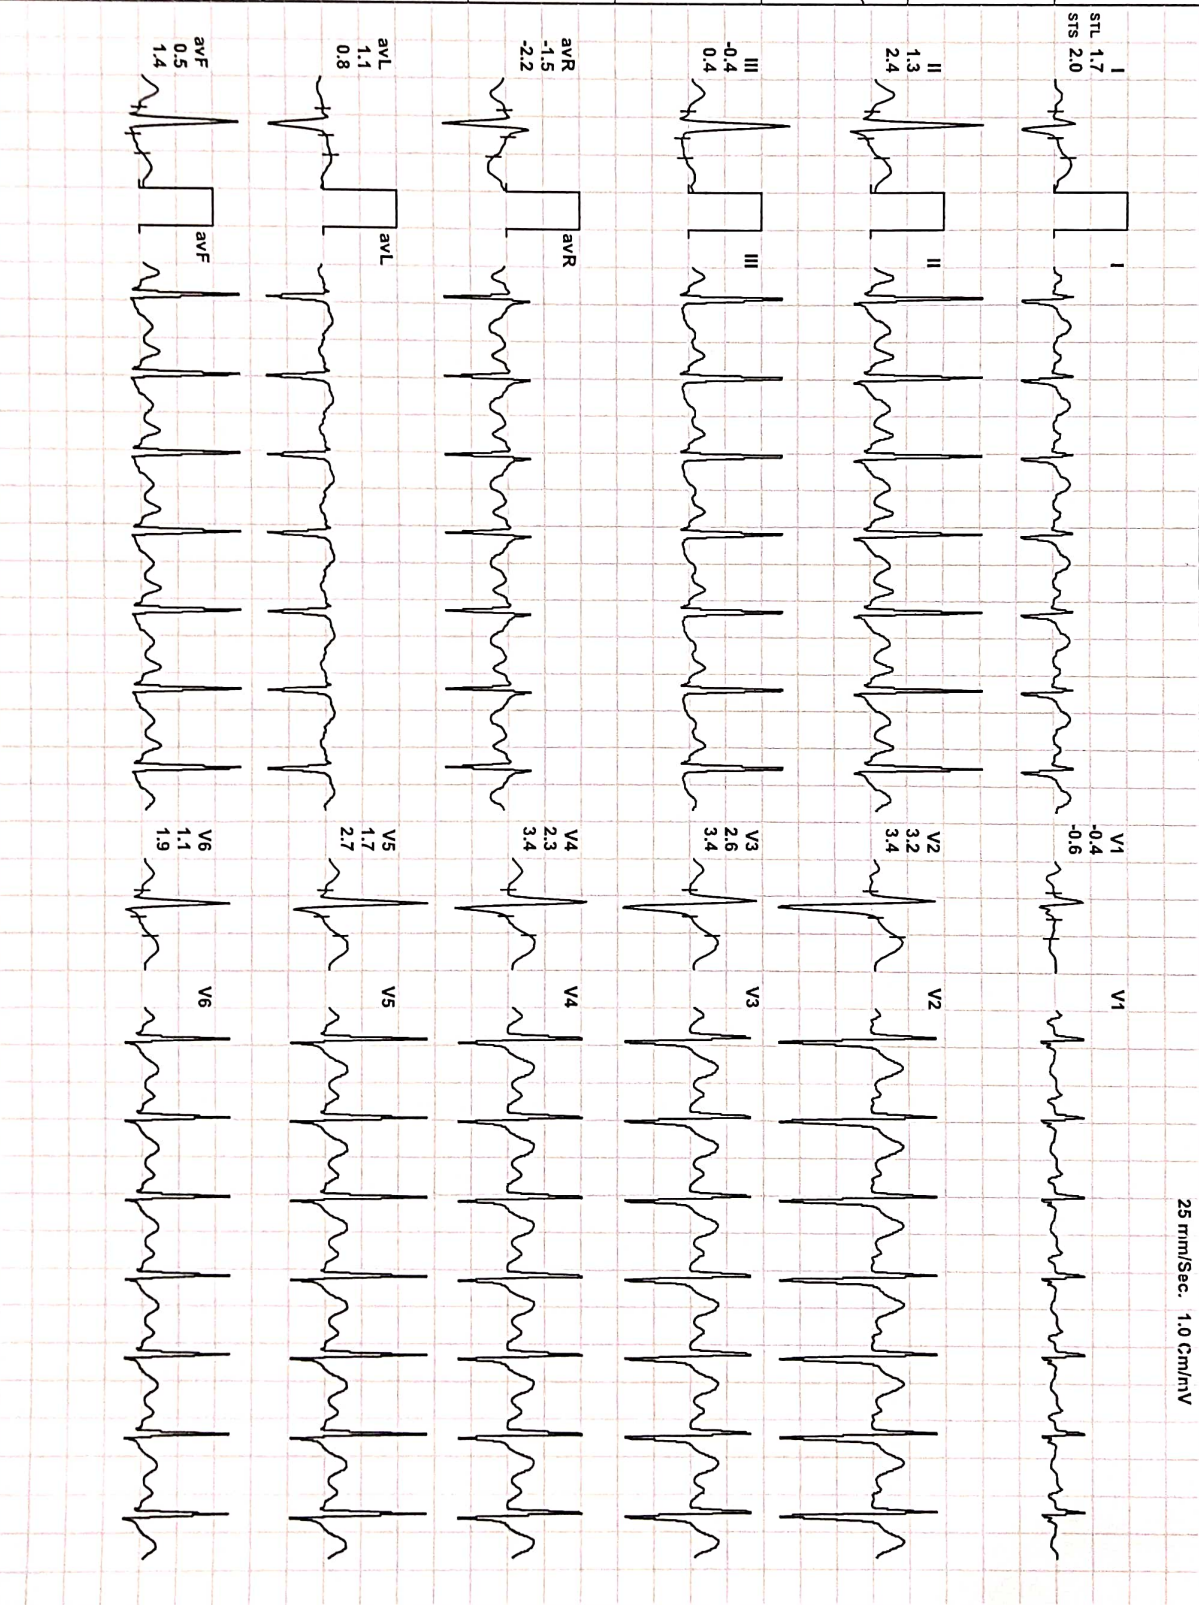 25 mm/Sec. 1.0 Cm/mV
I
STL 1.7
STS 2.0
I
V1
-0.4
-0.6
V1
II
1.3
2.4
II
V2
3.2
3.4
V2
III
-0.4
0.4
III
V3
2.6
3.4
V3
avR
-1.5
-2.2
avR
V4
2.3
3.4
V4
avL
1.1
0.8
avL
V5
1.7
2.7
V5
avF
0.5
1.4
avF
V6
1.1
1.9
V6